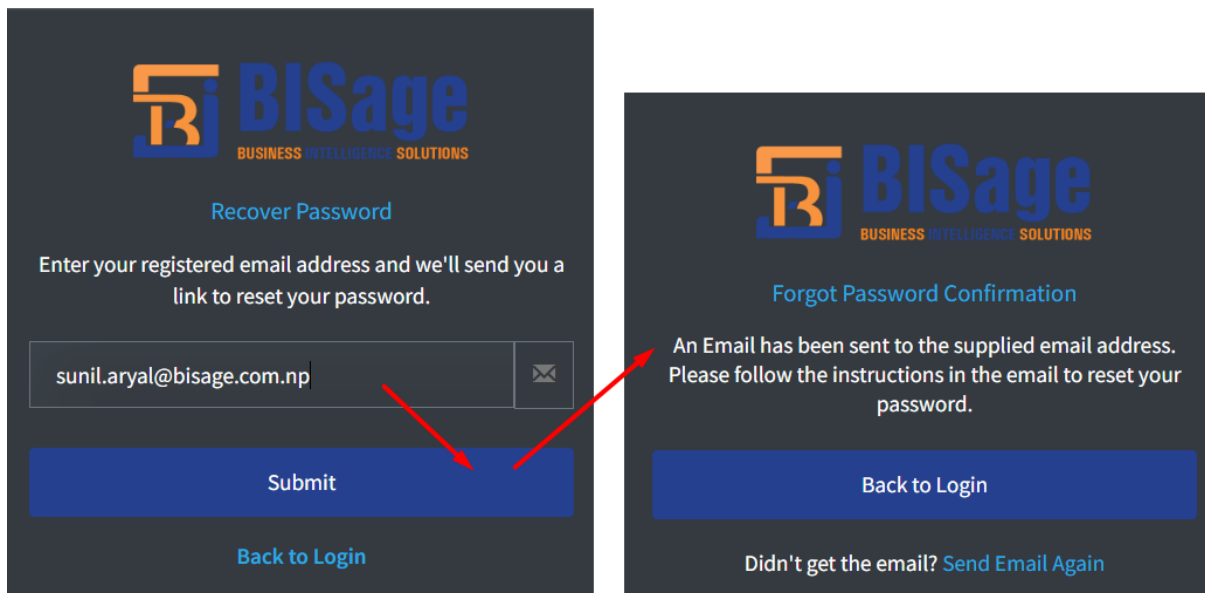 BISage
BUSINESS INTELLIGENCE SOLUTIONS
Recover Password
Enter your registered email address and we'll send you a
link to reset your password.
sunil.aryal@bisage.com.np
Submit
Back to Login
BISage
BUSINESS INTELLIGENCE SOLUTIONS
Forgot Password Confirmation
An Email has been sent to the supplied email address.
Please follow the instructions in the email to reset your
password.
Back to Login
Didn't get the email? Send Email Again